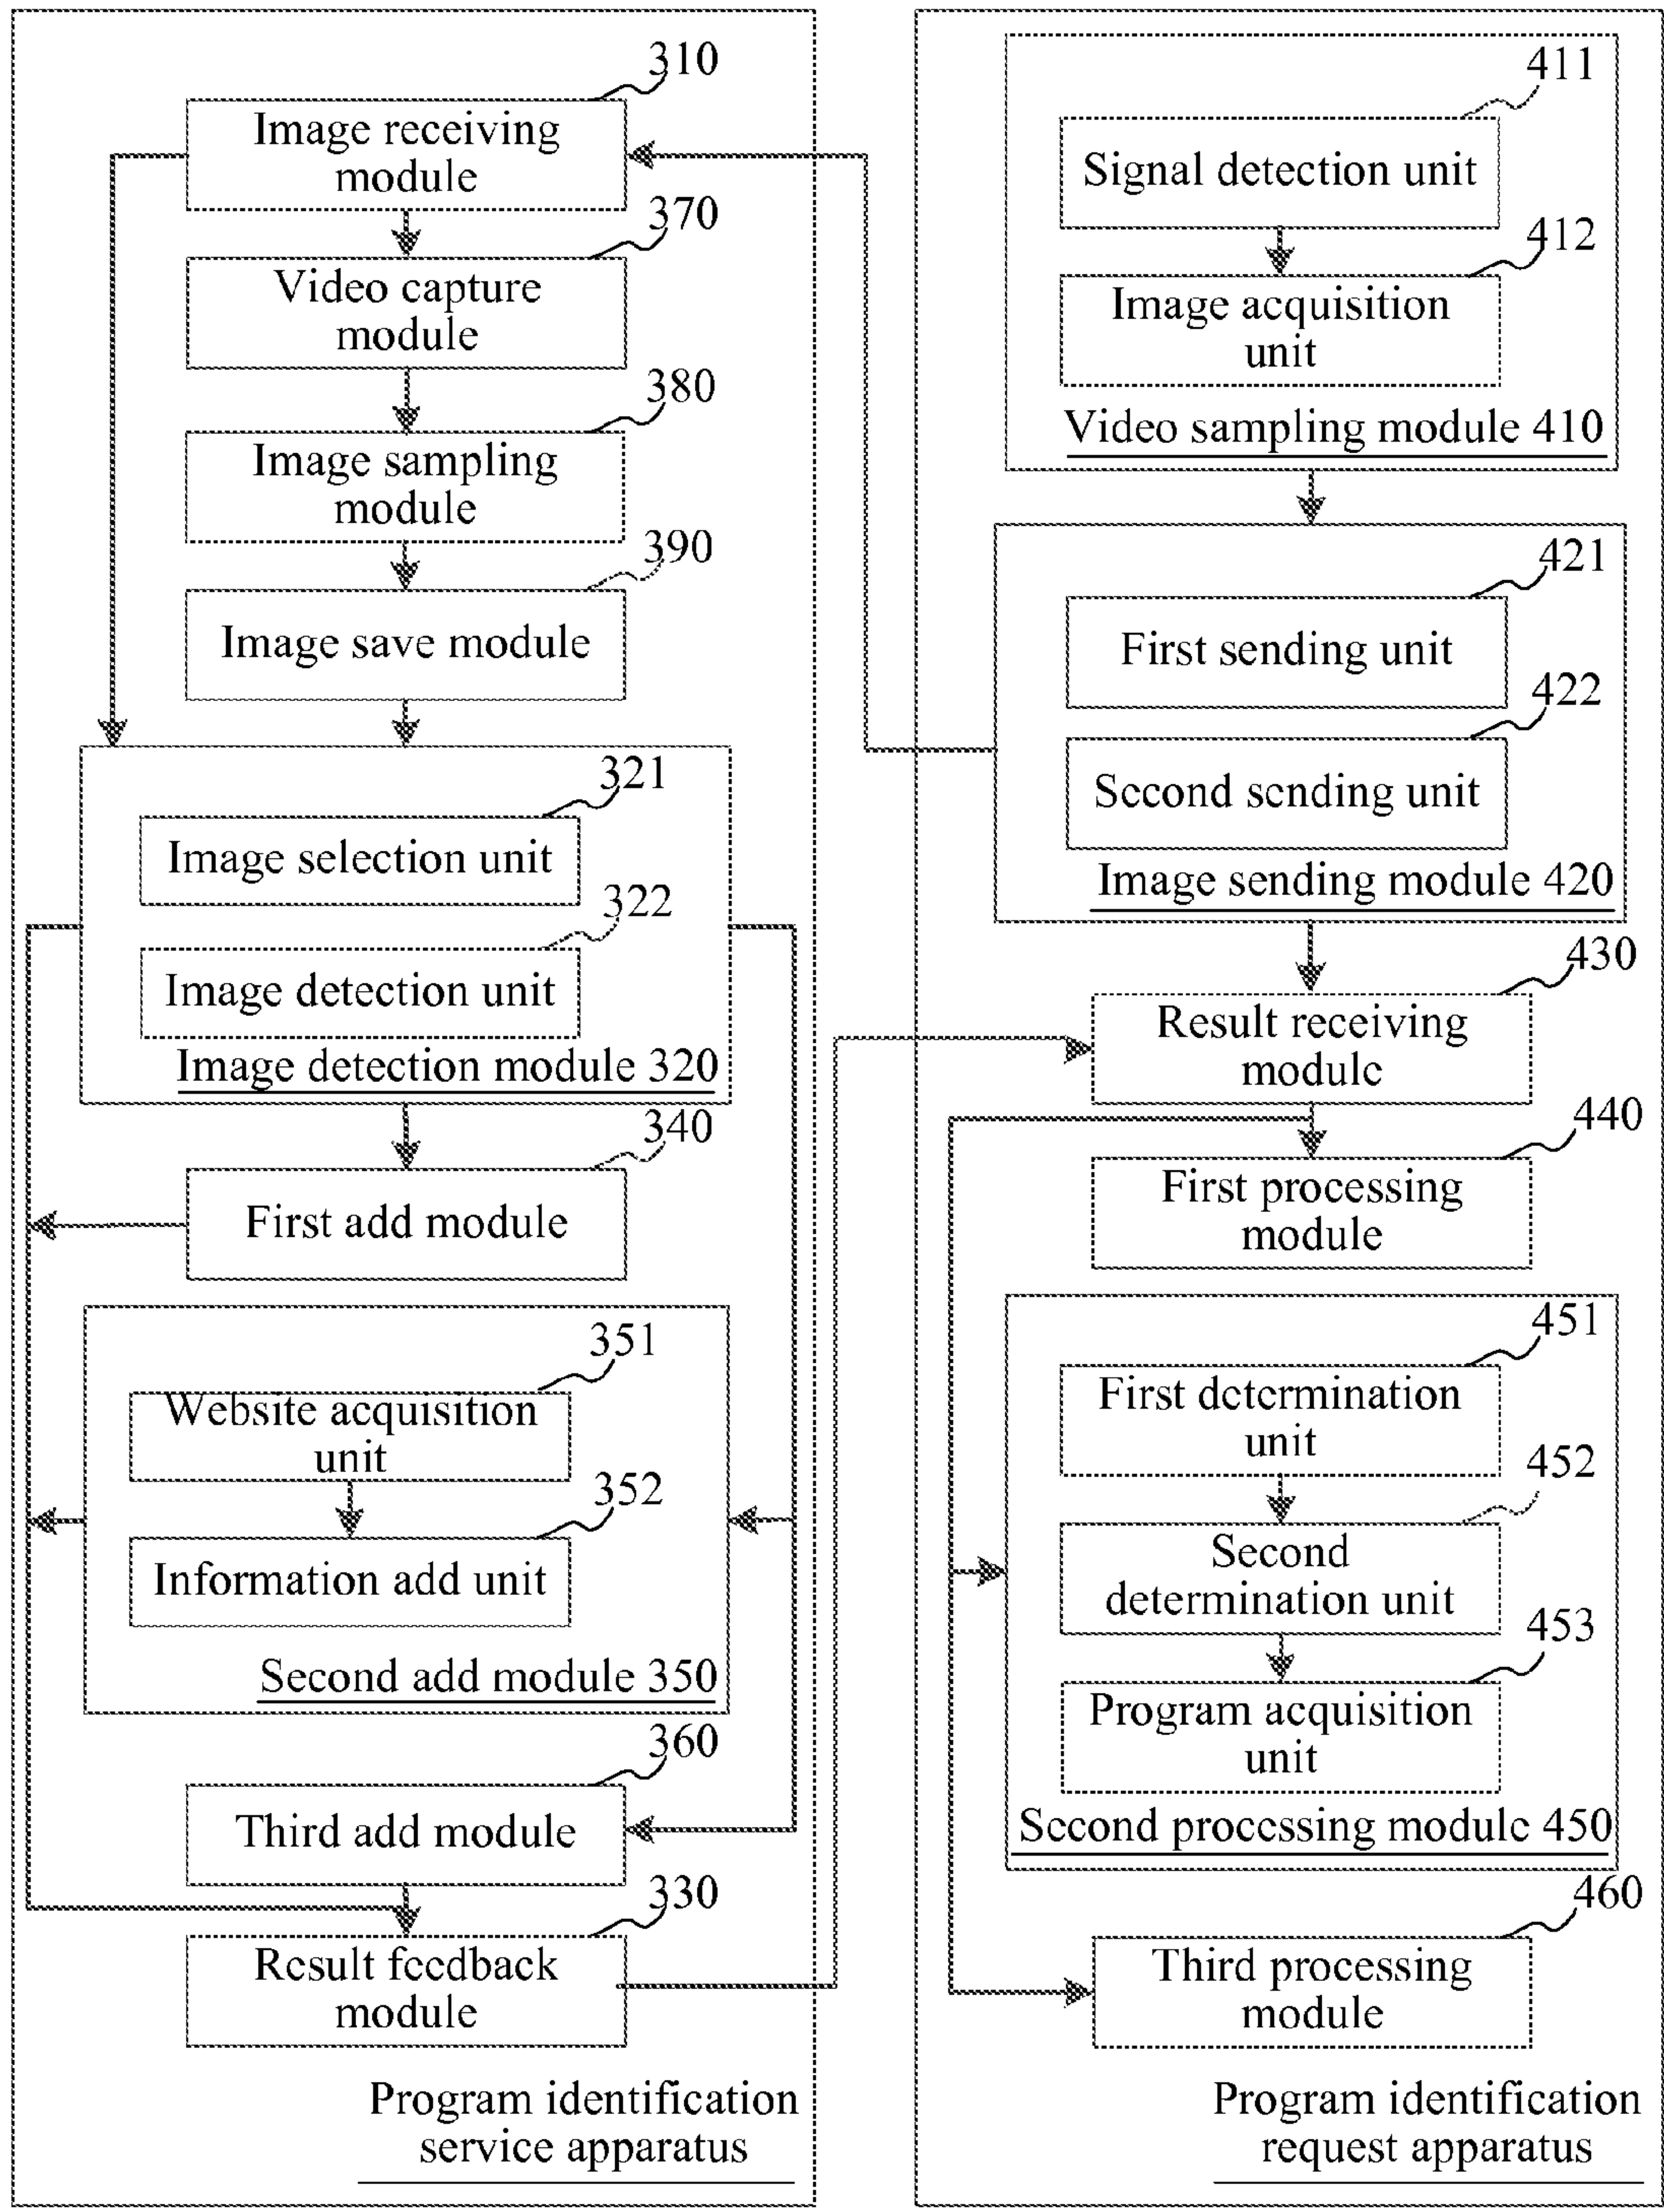 310
Image receiving
module
370
Video capture
module
380
Image sampling
module
390
Image save module
321
Image selection unit
322
Image detection unit
Image detection module 320
340
First add module
351
Website acquisition
unit
352
Information add unit
Second add module 350
360
Third add module
330
Result feedback
module
Program identification
service apparatus
411
Signal detection unit
412
Image acquisition
unit
Video sampling module 410
421
First sending unit
422
Second sending unit
Image sending module 420
430
Result receiving
module
440
First processing
module
451
First determination
unit
452
Second
determination unit
453
Program acquisition
unit
Second processing module 450
460
Third processing
module
Program identification
request apparatus